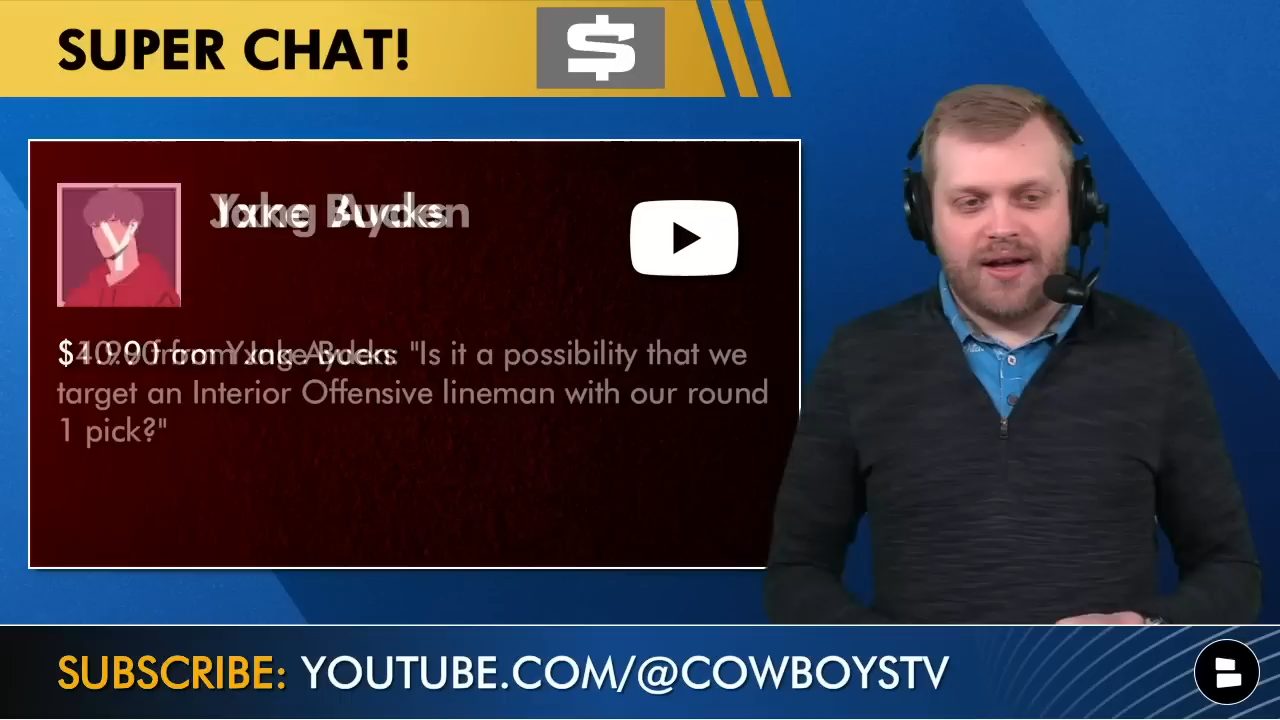 SUPER CHAT!
$
"Is it a possibility that we
target an Interior Offensive lineman with our round
1 pick?"
SUBSCRIBE: YOUTUBE.COM/@COWBOYSTV